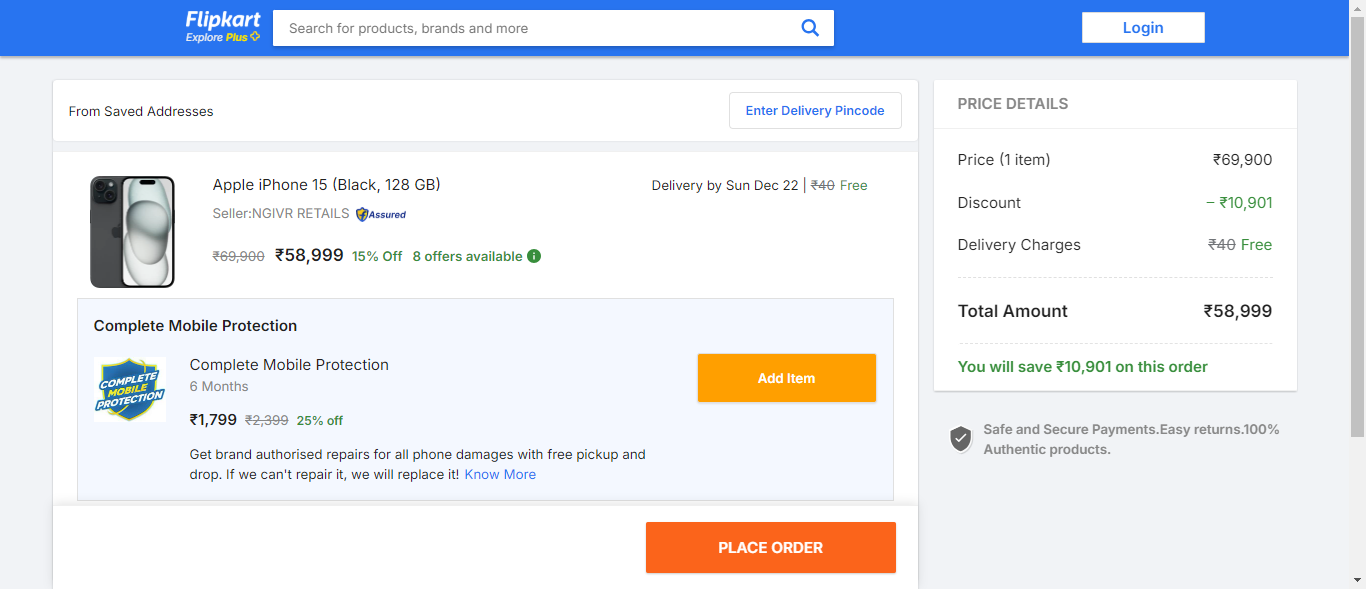 Flipkart
Explore Plus
Search for products, brands and more
Login
From Saved Addresses
Enter Delivery Pincode
Apple iPhone 15 (Black, 128 GB)
Delivery by Sun Dec 22 | ₹40 Free
Seller:NGIVR RETAILS Assured
₹69,900 ₹58,999 15% Off 8 offers available
Complete Mobile Protection
COMPLETE
MOBILE
PROTECTION
Complete Mobile Protection
6 Months
₹1,799 ₹2,399 25% off
Get brand authorised repairs for all phone damages with free pickup and
drop. If we can't repair it, we will replace it! Know More
Add Item
PLACE ORDER
PRICE DETAILS
Price (1 item) ₹69,900
Discount − ₹10,901
Delivery Charges ₹40 Free
Total Amount ₹58,999
You will save ₹10,901 on this order
Safe and Secure Payments.Easy returns.100%
Authentic products.